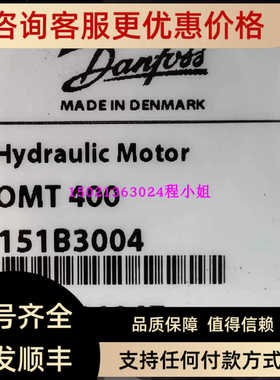 咨询客服更优惠价格
Danfoss
MADE IN DENMARK
Hydraulic Motor
OMT 400
15021263024程小姐
151B3004
号齐全
品质保障 值得信赖
发顺丰
支持任何付款方式